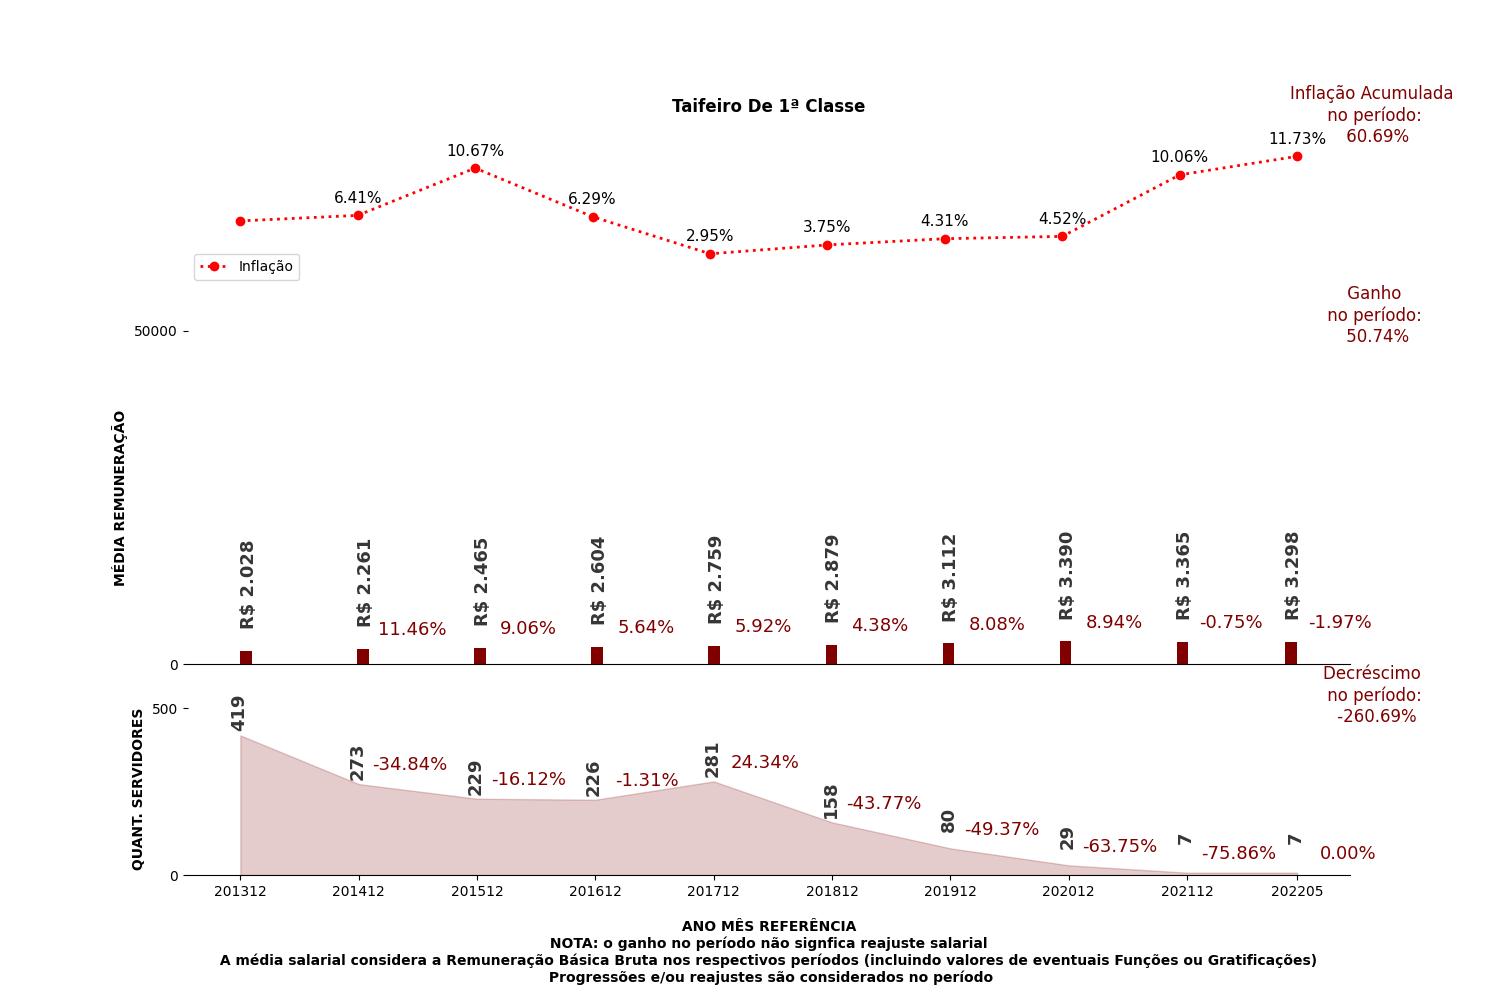 Taifeiro De 1ª Classe
Inflação Acumulada
no período:
60.69%
6.41%
10.67%
6.29%
2.95%
3.75%
4.31%
4.52%
10.06%
11.73%
Inflação
Ganho
no período:
50.74%
50000
0
MÉDIA REMUNERAÇÃO
R$ 2.028
R$ 2.261
R$ 2.465
R$ 2.604
R$ 2.759
R$ 2.879
R$ 3.112
R$ 3.390
R$ 3.365
R$ 3.298
11.46%
9.06%
5.64%
5.92%
4.38%
8.08%
8.94%
-0.75%
-1.97%
Decréscimo
no período:
-260.69%
500
0
QUANT. SERVIDORES
419
273
229
226
281
158
80
29
7
7
-34.84%
-16.12%
-1.31%
24.34%
-43.77%
-49.37%
-63.75%
-75.86%
0.00%
201312
201412
201512
201612
201712
201812
201912
202012
202112
202205
ANO MÊS REFERÊNCIA
NOTA: o ganho no período não signfica reajuste salarial
A média salarial considera a Remuneração Básica Bruta nos respectivos períodos (incluindo valores de eventuais Funções ou Gratificações)
Progressões e/ou reajustes são considerados no período